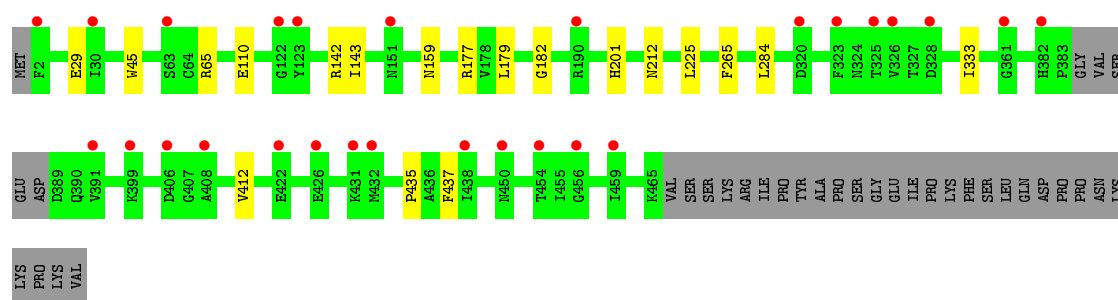 MET F2 E29 I30 W45 S63 C64 R65 E110 G122 Y123 R142 I143 N151 N159 R177 V178 L179 G182 R190 H201 N212 L225 F265 L284 D320 F323 N324 T325 V326 T327 D328 I333 G361 H382 P383 GLY VAL SER
GLU ASP D389 Q390 V391 K399 D406 G407 A408 V412 E422 E426 K431 M432 P435 A436 F437 I438 N450 T454 I455 G456 I459 K465 VAL SER SER LYS ARG ILE PRO TYR ALA PRO SER GLY GLU ILE PRO LYS PHE SER LEU GLN ASP PRO PRO ASN LYS
LYS PRO LYS VAL